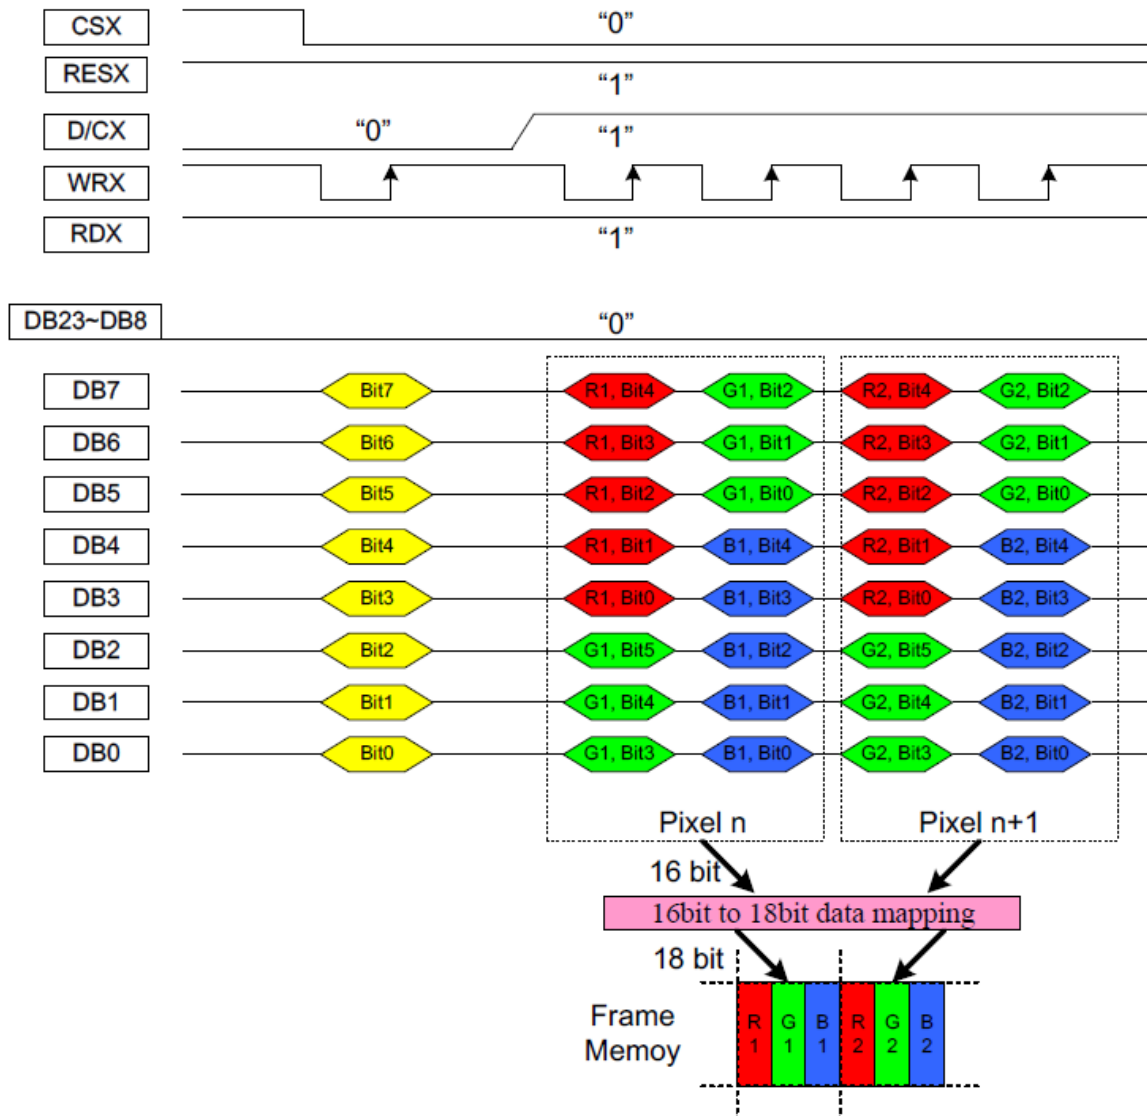 CSX “0”
RESX “1”
D/CX “0” “1”
WRX
RDX “1”
DB23~DB8 “0”
DB7 Bit7 R1, Bit4 G1, Bit2 R2, Bit4 G2, Bit2
DB6 Bit6 R1, Bit3 G1, Bit1 R2, Bit3 G2, Bit1
DB5 Bit5 R1, Bit2 G1, Bit0 R2, Bit2 G2, Bit0
DB4 Bit4 R1, Bit1 B1, Bit4 R2, Bit1 B2, Bit4
DB3 Bit3 R1, Bit0 B1, Bit3 R2, Bit0 B2, Bit3
DB2 Bit2 G1, Bit5 B1, Bit2 G2, Bit5 B2, Bit2
DB1 Bit1 G1, Bit4 B1, Bit1 G2, Bit4 B2, Bit1
DB0 Bit0 G1, Bit3 B1, Bit0 G2, Bit3 B2, Bit0
Pixel n Pixel n+1
16 bit
16bit to 18bit data mapping
18 bit
Frame
Memoy
R G B R G B
1 1 1 2 2 2